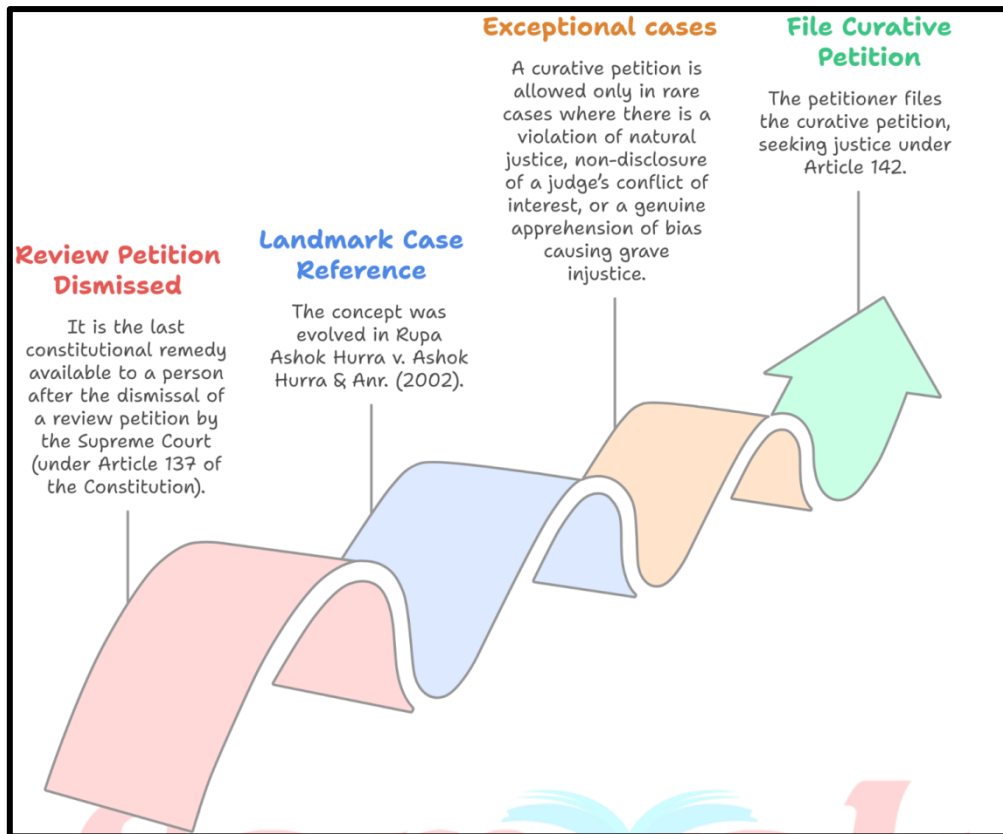 Review Petition
Dismissed
It is the last
constitutional remedy
available to a person
after the dismissal of
a review petition by
the Supreme Court
(under Article 137 of
the Constitution).
Landmark Case
Reference
The concept was
evolved in Rupa
Ashok Hurra v. Ashok
Hurra & Anr. (2002).
Exceptional cases
A curative petition is
allowed only in rare
cases where there is a
violation of natural
justice, non-disclosure
of a judge's conflict of
interest, or a genuine
apprehension of bias
causing grave
injustice.
File Curative
Petition
The petitioner files
the curative petition,
seeking justice under
Article 142.